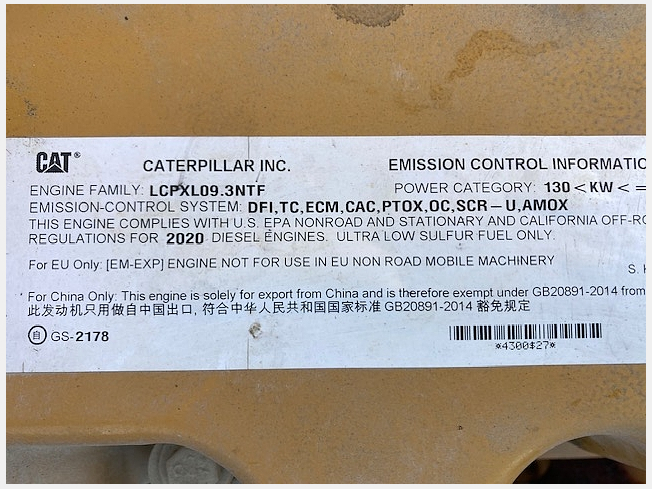 CAT® CATERPILLAR INC. EMISSION CONTROL INFORMATIO
ENGINE FAMILY: LCPXL09.3NTF POWER CATEGORY: 130 < KW < =
EMISSION-CONTROL SYSTEM: DFI,TC,ECM,CAC,PTOX,OC,SCR-U,AMOX
THIS ENGINE COMPLIES WITH U.S. EPA NONROAD AND STATIONARY AND CALIFORNIA OFF-RO
REGULATIONS FOR 2020 DIESEL ENGINES. ULTRA LOW SULFUR FUEL ONLY.
For EU Only: [EM-EXP] ENGINE NOT FOR USE IN EU NON ROAD MOBILE MACHINERY
S. K
For China Only: This engine is solely for export from China and is therefore exempt under GB20891-2014 from
此发动机只用做自中国出口, 符合中华人民共和国国家标准 GB20891-2014 豁免规定
自 GS-2178
*4300$27*